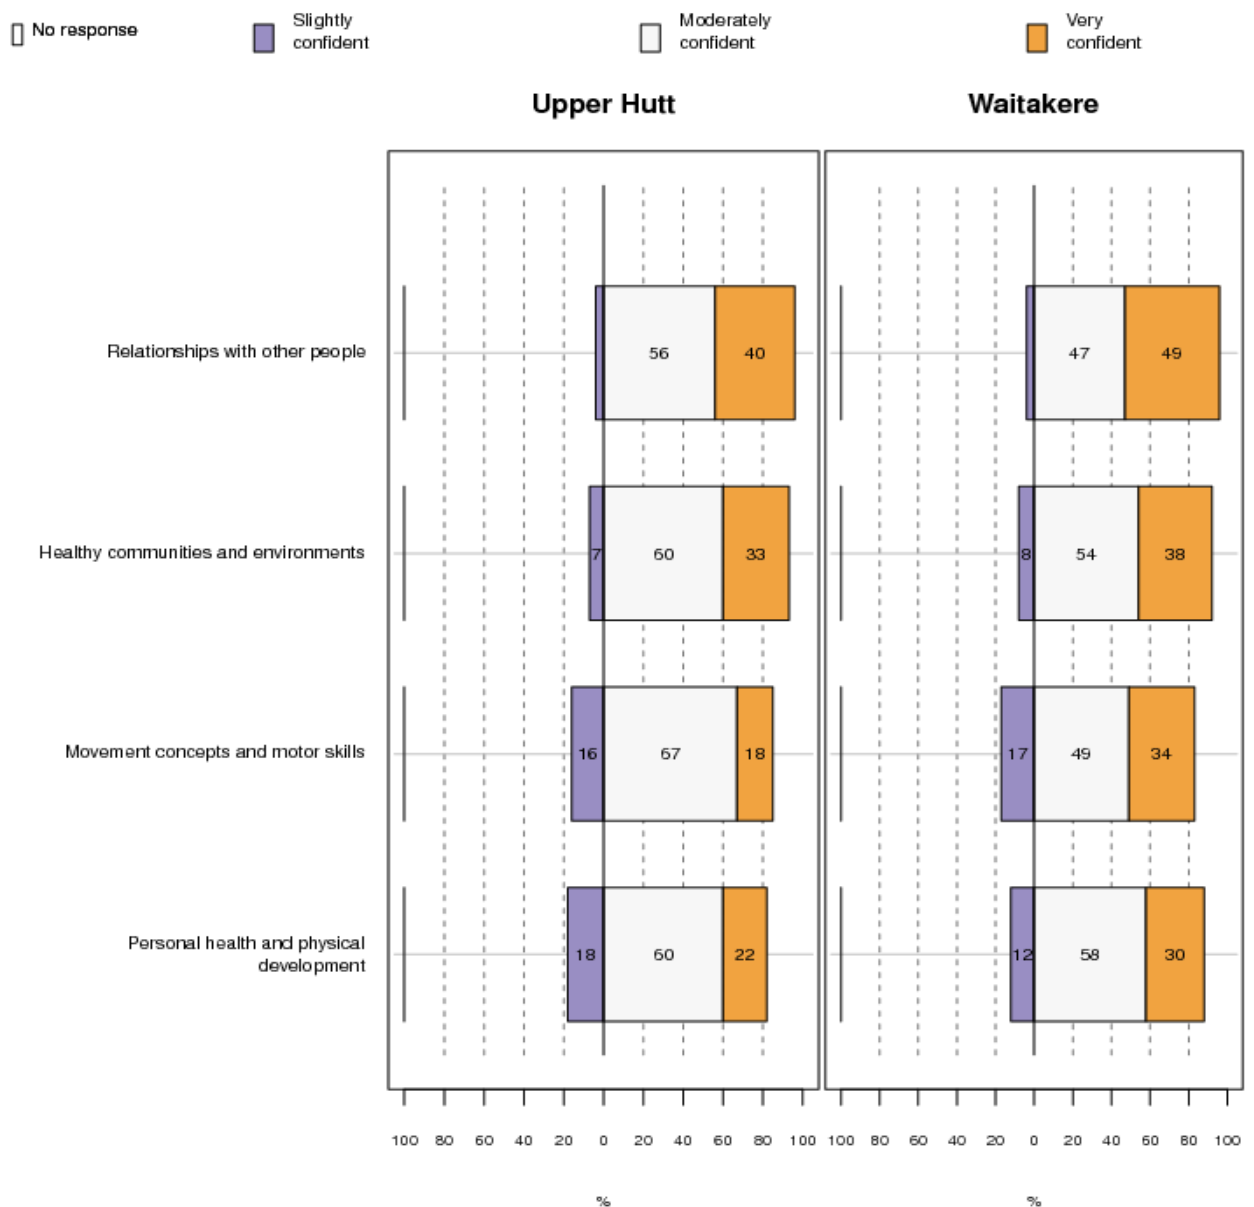 No response
Slightly
confident
Moderately
confident
Very
confident
Upper Hutt
Waitakere
Relationships with other people
56
40
47
49
Healthy communities and environments
7
60
33
8
54
38
Movement concepts and motor skills
16
67
18
17
49
34
Personal health and physical
development
18
60
22
12
58
30
100 80 60 40 20 0 20 40 60 80 100
100 80 60 40 20 0 20 40 60 80 100
%
%